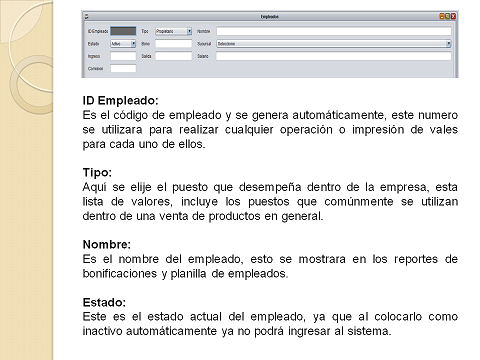 Empleados
ID Empleado Tipo Propietario Nombre
Estado Activo Bono Sucursal Seleccione
Ingreso Salida Salario
Comision
ID Empleado:
Es el código de empleado y se genera automáticamente, este numero
se utilizara para realizar cualquier operación o impresión de vales
para cada uno de ellos.
Tipo:
Aquí se elije el puesto que desempeña dentro de la empresa, esta
lista de valores, incluye los puestos que comúnmente se utilizan
dentro de una venta de productos en general.
Nombre:
Es el nombre del empleado, esto se mostrara en los reportes de
bonificaciones y planilla de empleados.
Estado:
Este es el estado actual del empleado, ya que al colocarlo como
inactivo automáticamente ya no podrá ingresar al sistema.